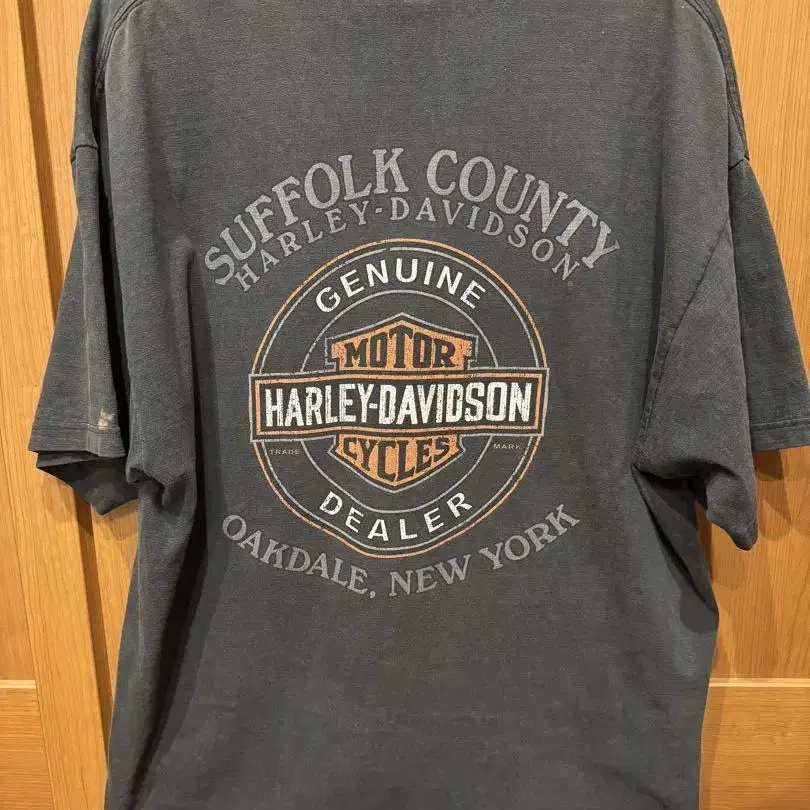 SUFFOLK COUNTY
HARLEY-DAVIDSON
GENUINE
MOTOR
HARLEY-DAVIDSON
CYCLES
TRADE MARK
DEALER
OAKDALE, NEW YORK